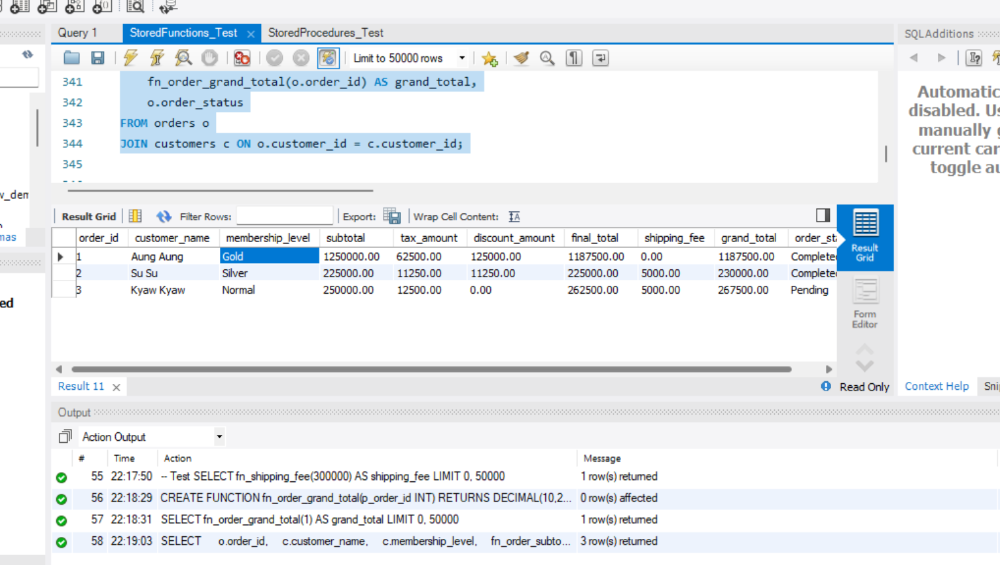 Query 1 StoredFunctions_Test StoredProcedures_Test SQLAdditions
Limit to 50000 rows
341 fn_order_grand_total(o.order_id) AS grand_total,
342 o.order_status
343 FROM orders o
344 JOIN customers c ON o.customer_id = c.customer_id;
345
Automatic
disabled. Us
manually g
current car
toggle au
w_dem
mas
ed
Result Grid Filter Rows: Export: Wrap Cell Content:
order_id customer_name membership_level subtotal tax_amount discount_amount final_total shipping_fee grand_total order_sta
1 Aung Aung Gold 1250000.00 62500.00 125000.00 1187500.00 0.00 1187500.00 Complete
2 Su Su Silver 225000.00 11250.00 11250.00 225000.00 5000.00 230000.00 Complete
3 Kyaw Kyaw Normal 250000.00 12500.00 0.00 262500.00 5000.00 267500.00 Pending
Result
Grid
Form
Editor
Result 11 Read Only Context Help Snip
Output
Action Output
# Time Action Message
55 22:17:50 -- Test SELECT fn_shipping_fee(300000) AS shipping_fee LIMIT 0, 50000 1 row(s) returned
56 22:18:29 CREATE FUNCTION fn_order_grand_total(p_order_id INT) RETURNS DECIMAL(10,2... 0 row(s) affected
57 22:18:31 SELECT fn_order_grand_total(1) AS grand_total LIMIT 0, 50000 1 row(s) returned
58 22:19:03 SELECT o.order_id, c.customer_name, c.membership_level, fn_order_subto... 3 row(s) returned